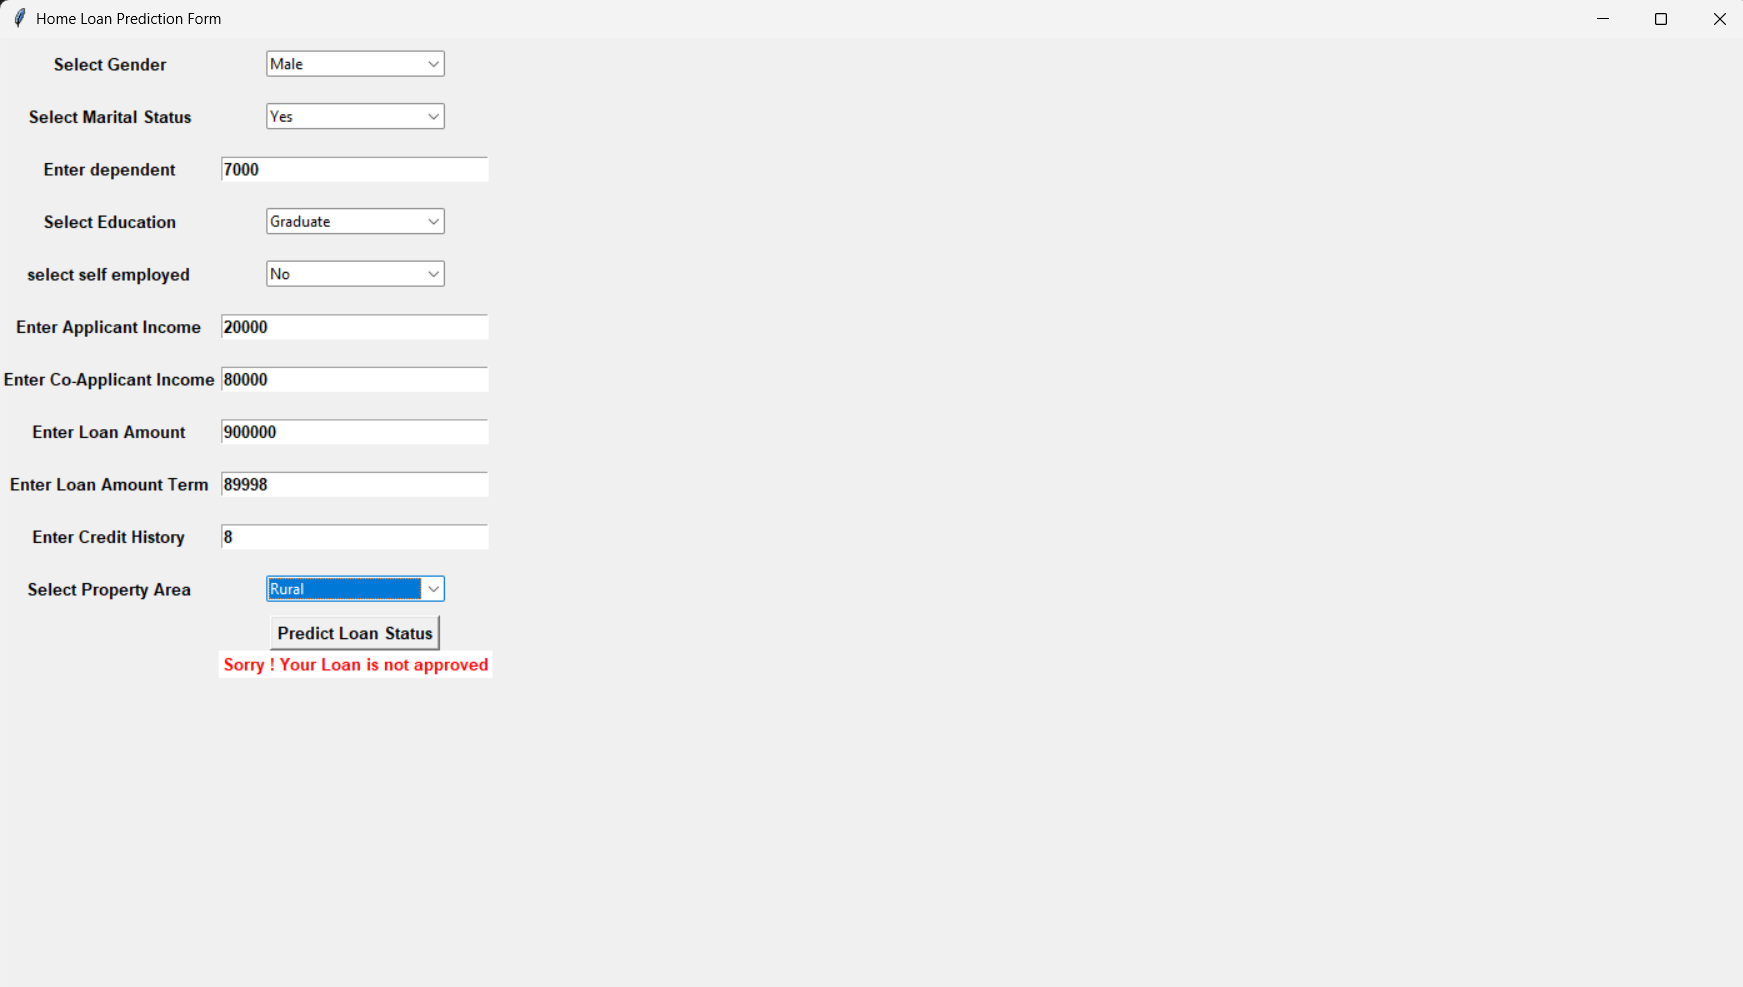 Home Loan Prediction Form
Select Gender Male
Select Marital Status Yes
Enter dependent 7000
Select Education Graduate
select self employed No
Enter Applicant Income 20000
Enter Co-Applicant Income 80000
Enter Loan Amount 900000
Enter Loan Amount Term 89998
Enter Credit History 8
Select Property Area Rural
Predict Loan Status
Sorry ! Your Loan is not approved